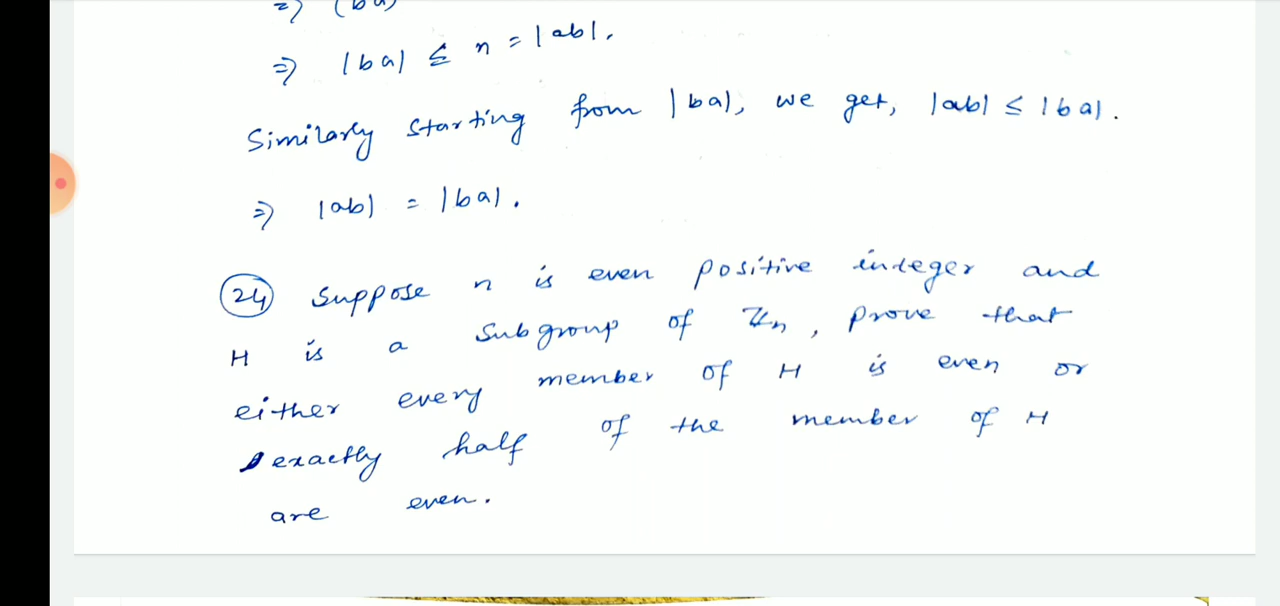 => (ba)
=> |ba| ≤ n = |ab|.
Similarly starting from |ba|, we get, |ab| ≤ |ba|.
=> |ab| = |ba|.
24 Suppose n is even positive integer and
H is a subgroup of ℤn, prove that
either every member of H is even or
exactly half of the member of H
are even.